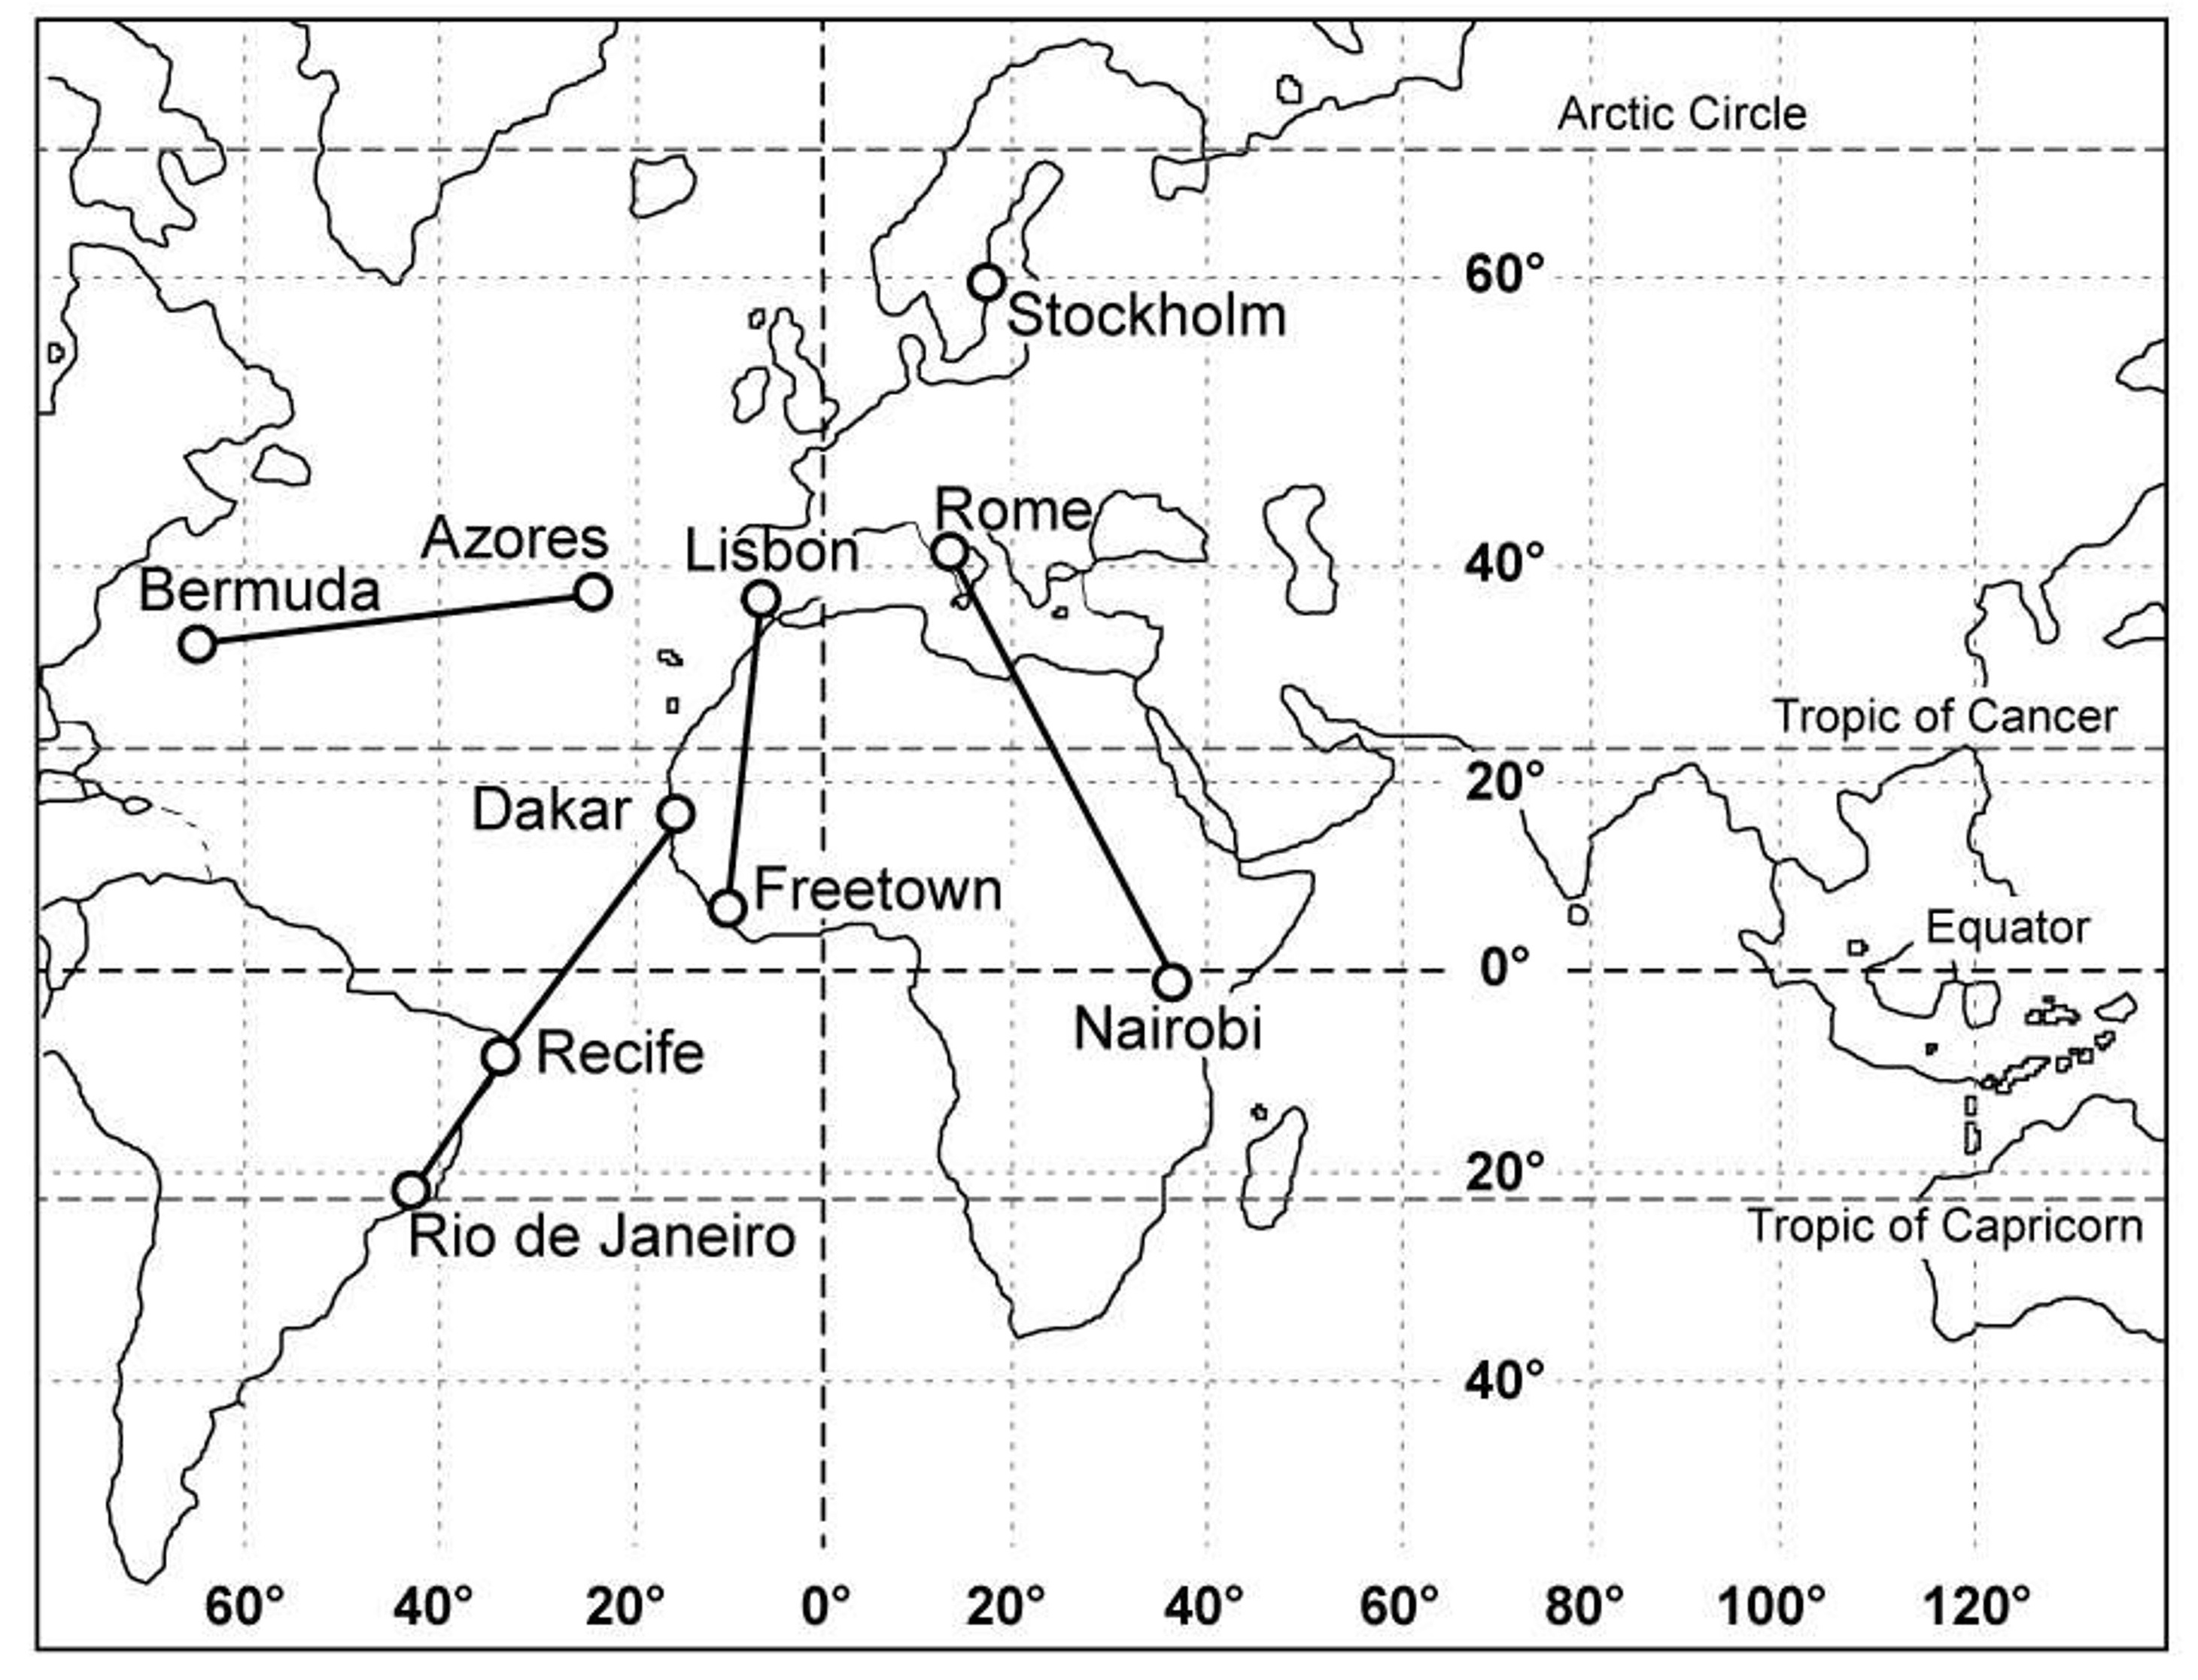 Arctic Circle
60°
Stockholm
Rome
Azores
Lisbon
40°
Bermuda
Tropic of Cancer
20°
Dakar
Freetown
Equator
0°
Nairobi
Recife
20°
Tropic of Capricorn
Rio de Janeiro
40°
60° 40° 20° 0° 20° 40° 60° 80° 100° 120°